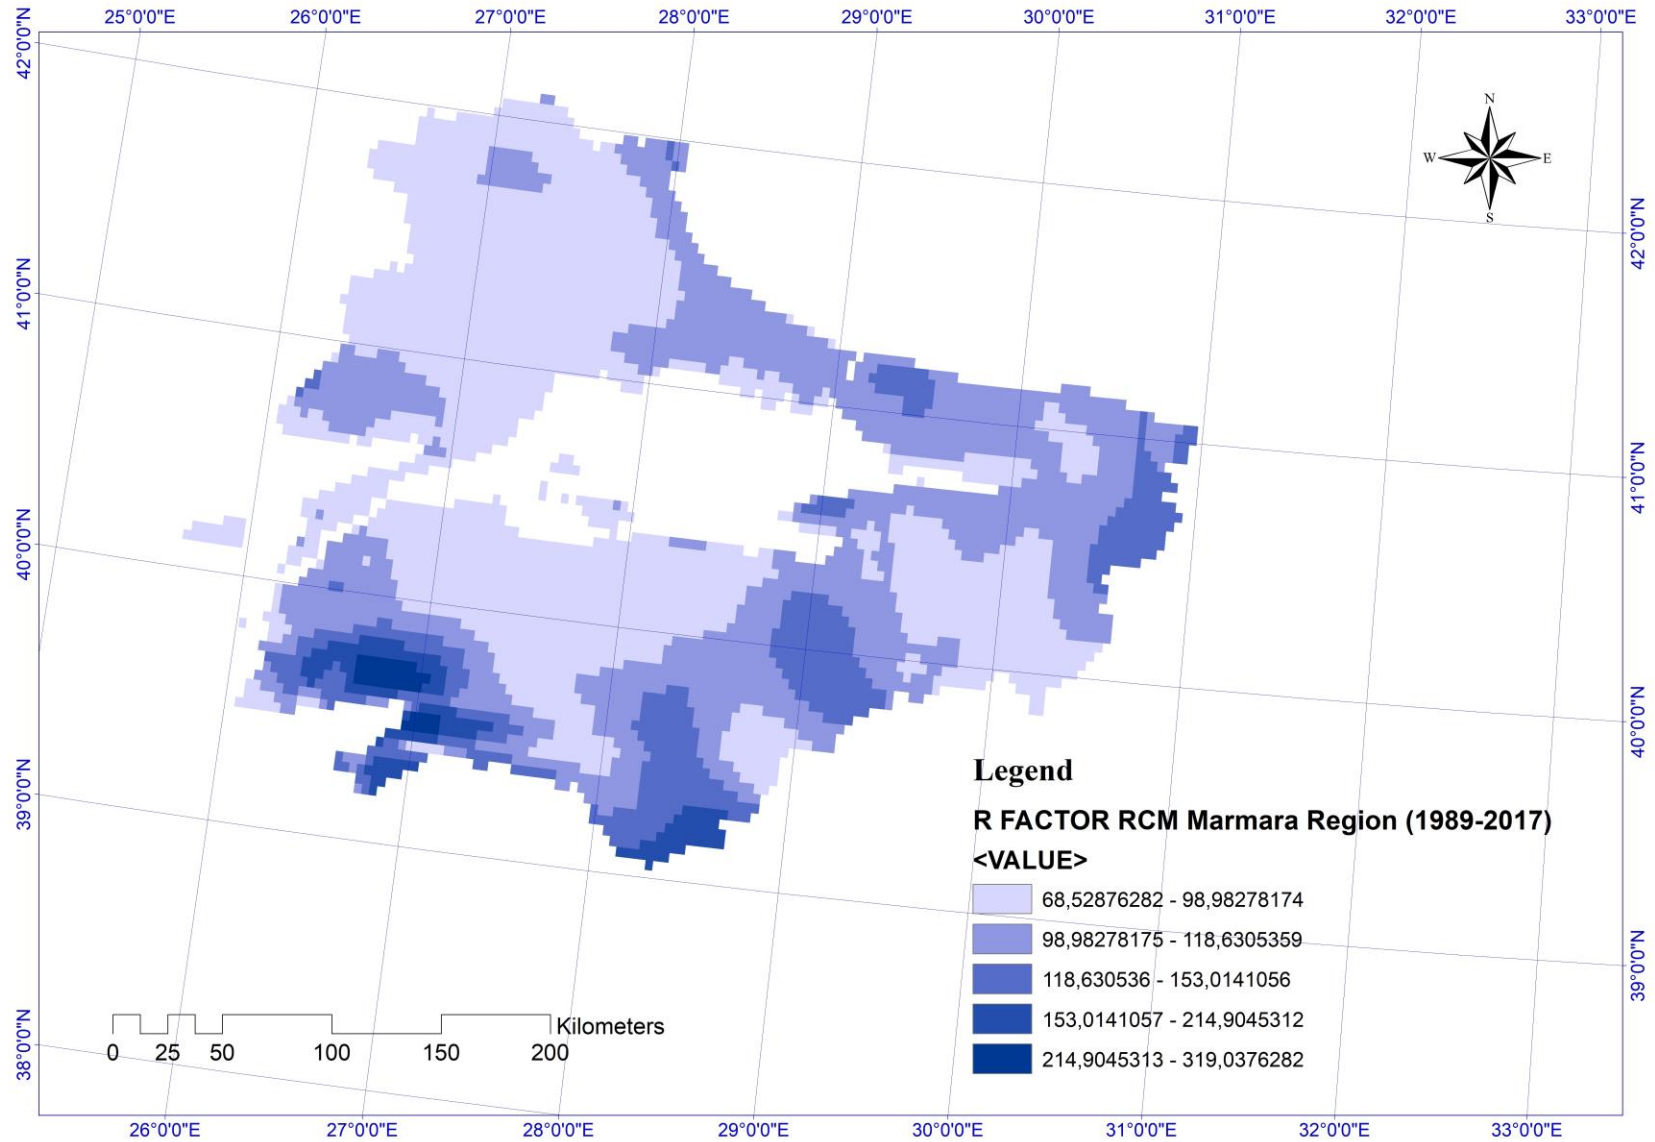 25°0'0"E 26°0'0"E 27°0'0"E 28°0'0"E 29°0'0"E 30°0'0"E 31°0'0"E 32°0'0"E 33°0'0"E
42°0'0"N
41°0'0"N
40°0'0"N
39°0'0"N
38°0'0"N
N
W E
S
42°0'0"N
41°0'0"N
40°0'0"N
39°0'0"N
Legend
R FACTOR RCM Marmara Region (1989-2017)
<VALUE>
68,52876282 - 98,98278174
98,98278175 - 118,6305359
118,630536 - 153,0141056
153,0141057 - 214,9045312
214,9045313 - 319,0376282
Kilometers
0 25 50 100 150 200
26°0'0"E 27°0'0"E 28°0'0"E 29°0'0"E 30°0'0"E 31°0'0"E 32°0'0"E 33°0'0"E